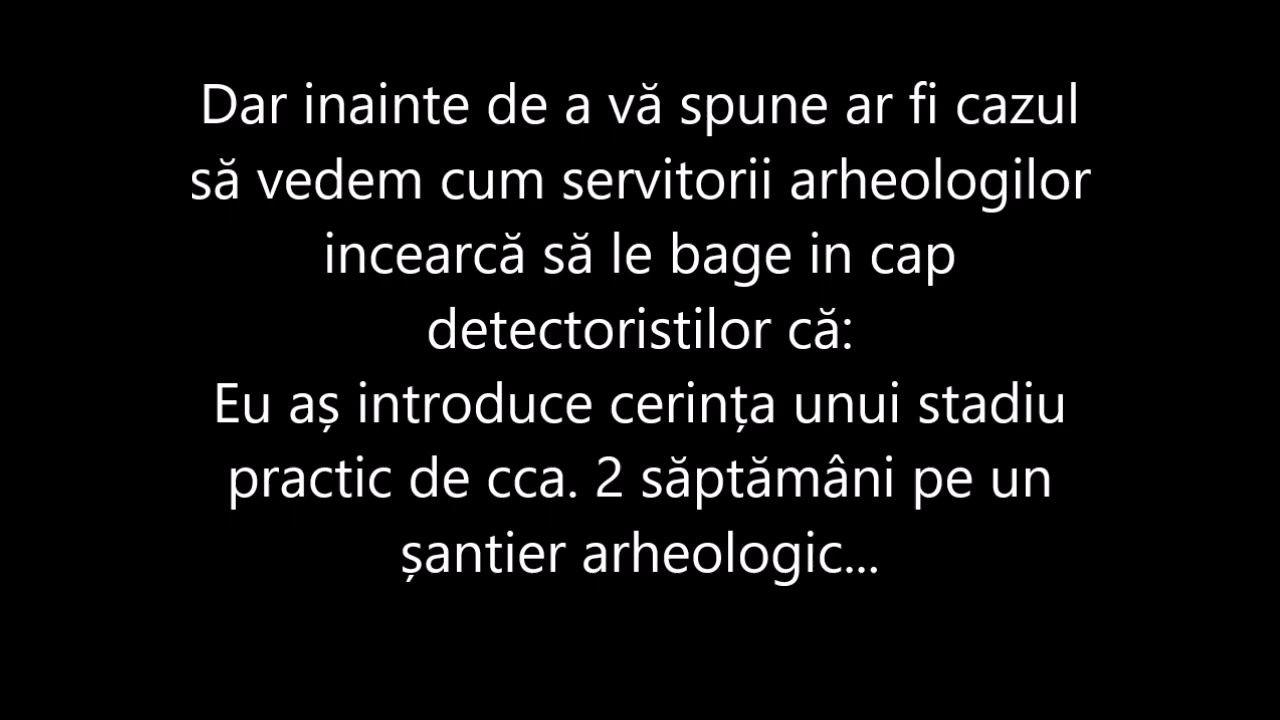 Dar inainte de a vă spune ar fi cazul
să vedem cum servitorii arheologilor
incearcă să le bage in cap
detectoristilor că:
Eu aș introduce cerința unui stadiu
practic de cca. 2 săptămâni pe un
șantier arheologic...